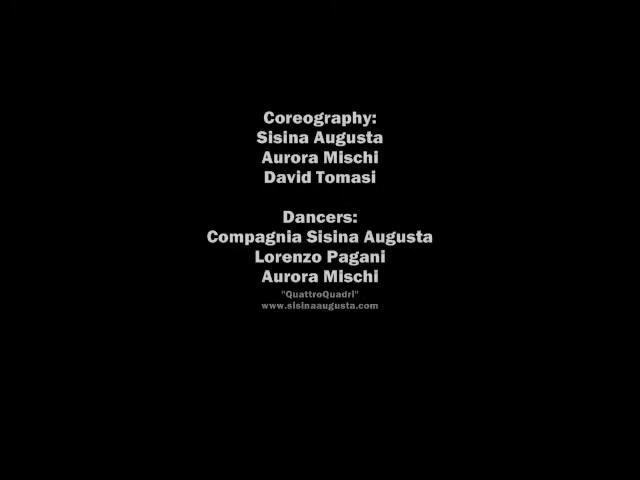 Coreography:
Sisina Augusta
Aurora Mischi
David Tomasi
Dancers:
Compagnia Sisina Augusta
Lorenzo Pagani
Aurora Mischi
"QuattroQuadri"
www.sisinaaugusta.com